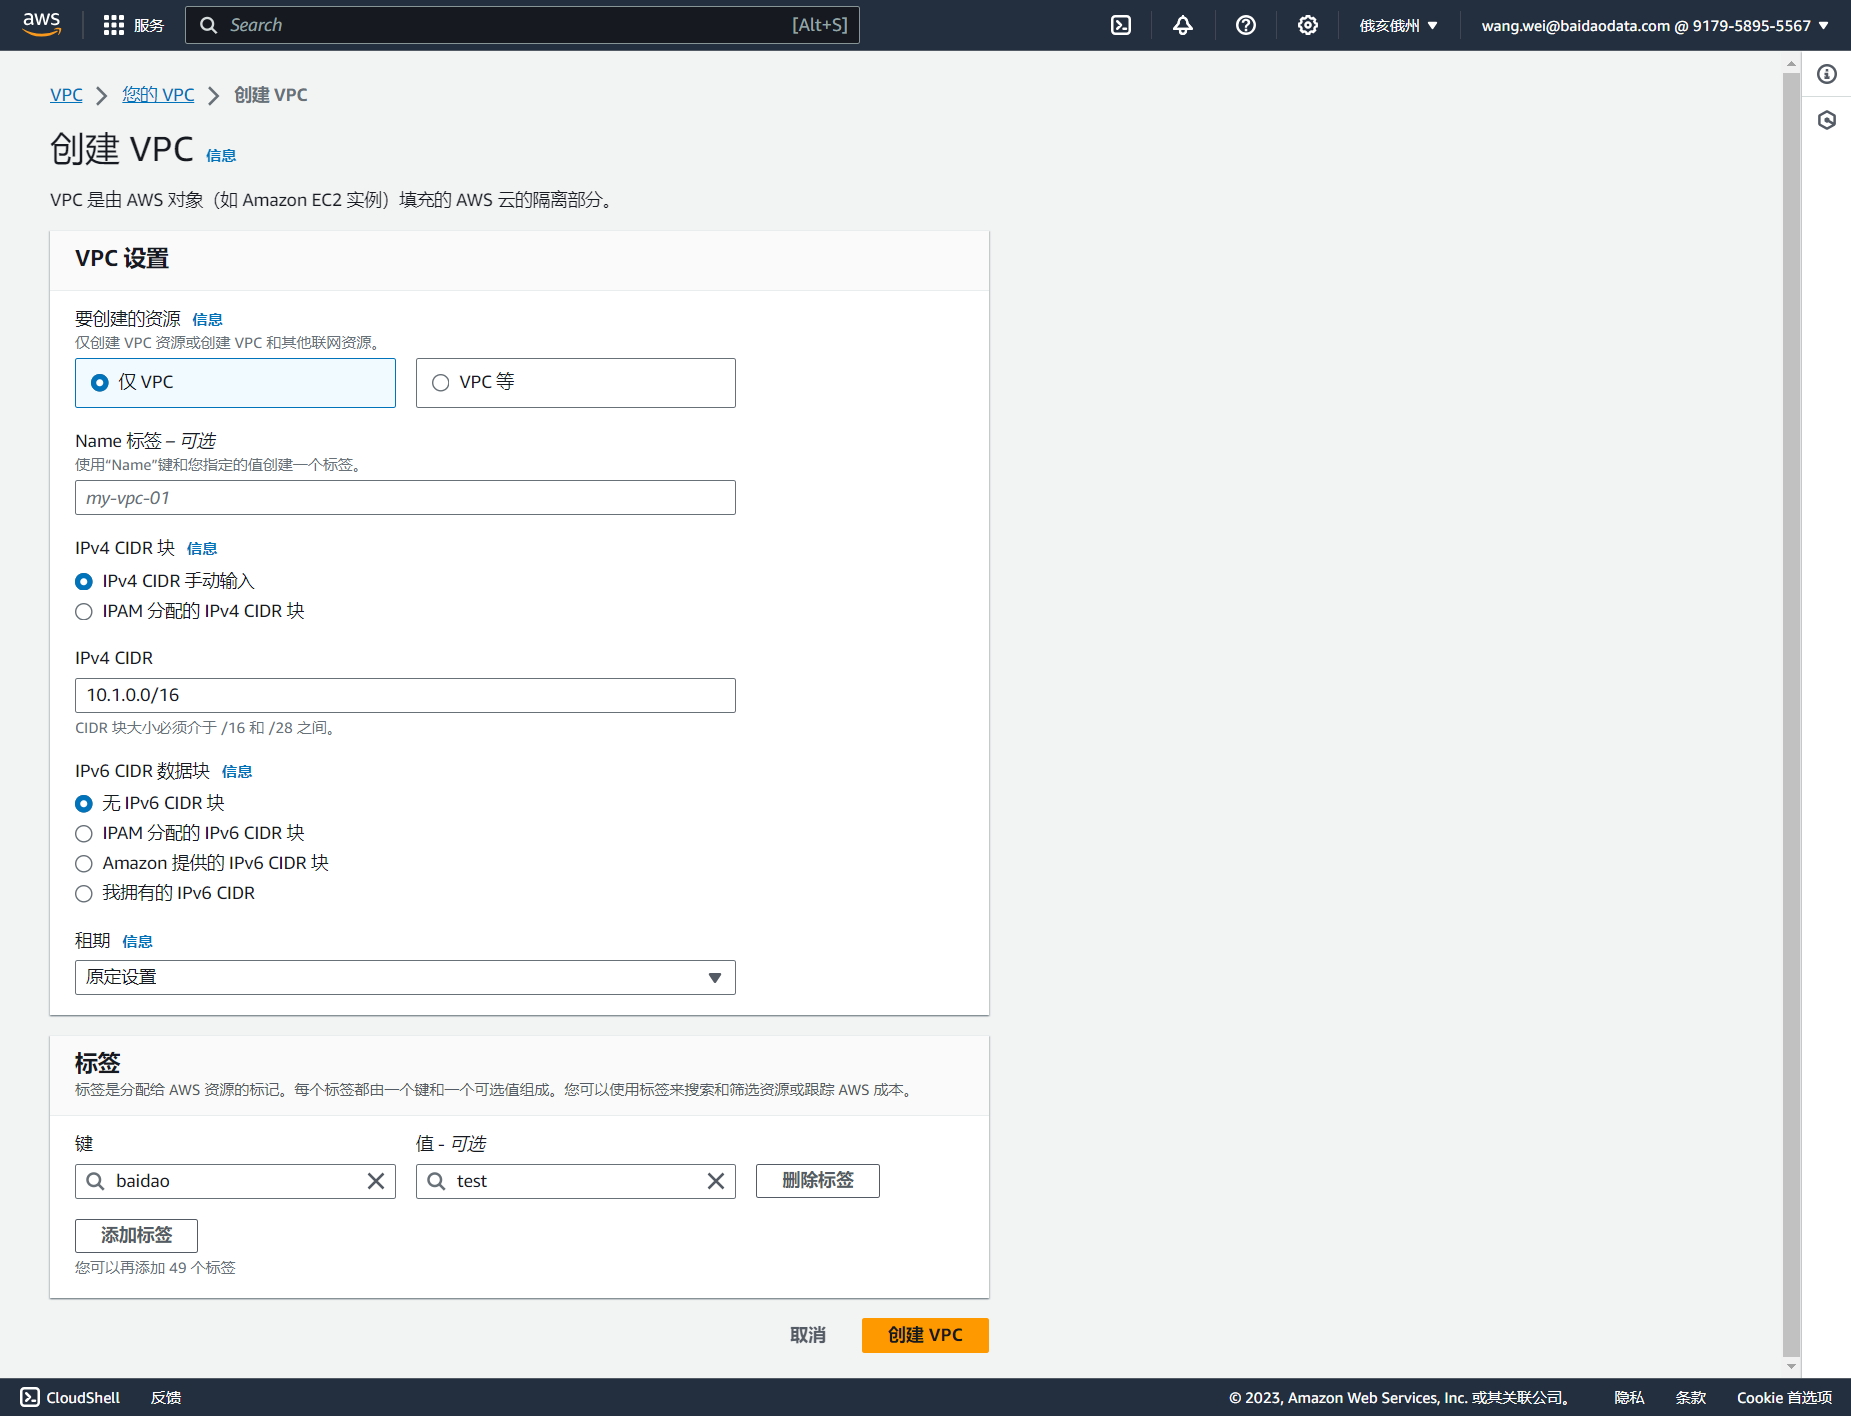 aws
服务
Search
[Alt+S]
俄亥俄州
wang.wei@baidaodata.com @ 9179-5895-5567
VPC
您的 VPC
创建 VPC
创建 VPC 信息
VPC 是由 AWS 对象（如 Amazon EC2 实例）填充的 AWS 云的隔离部分。
VPC 设置
要创建的资源 信息
仅创建 VPC 资源或创建 VPC 和其他联网资源。
仅 VPC
VPC 等
Name 标签 – 可选
使用“Name”键和您指定的值创建一个标签。
my-vpc-01
IPv4 CIDR 块 信息
IPv4 CIDR 手动输入
IPAM 分配的 IPv4 CIDR 块
IPv4 CIDR
10.1.0.0/16
CIDR 块大小必须介于 /16 和 /28 之间。
IPv6 CIDR 数据块 信息
无 IPv6 CIDR 块
IPAM 分配的 IPv6 CIDR 块
Amazon 提供的 IPv6 CIDR 块
我拥有的 IPv6 CIDR
租期 信息
原定设置
标签
标签是分配给 AWS 资源的标记。每个标签都由一个键和一个可选值组成。您可以使用标签来搜索和筛选资源或跟踪 AWS 成本。
键
值 - 可选
baidao
test
删除标签
添加标签
您可以再添加 49 个标签
取消
创建 VPC
CloudShell
反馈
© 2023, Amazon Web Services, Inc. 或其关联公司。
隐私
条款
Cookie 首选项